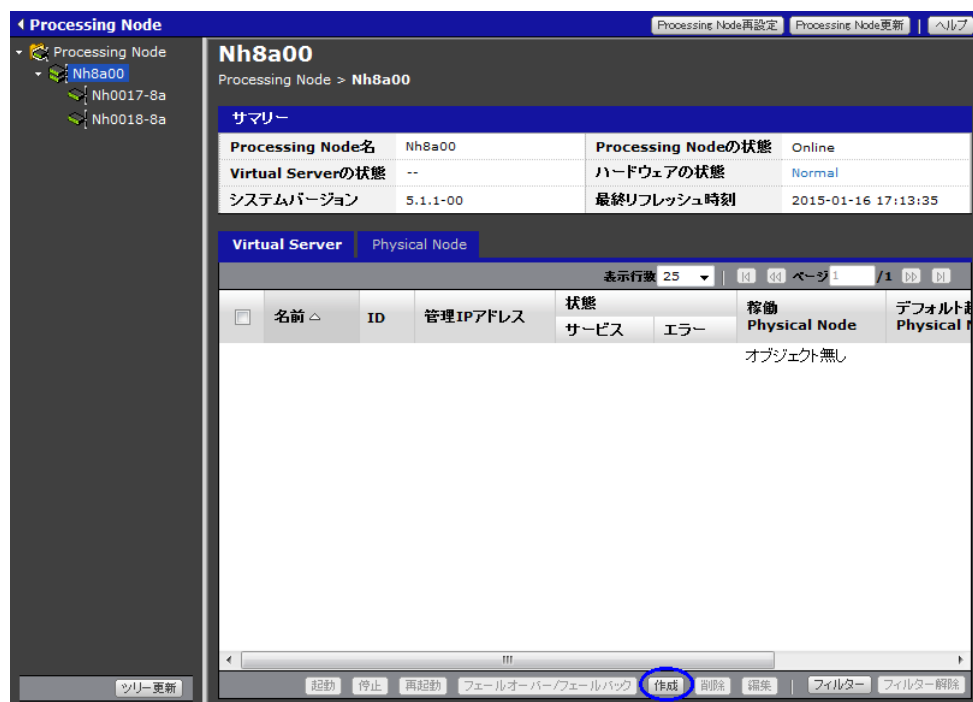 Processing Node
Processing Node再設定 Processing Node更新 | ヘルプ
Processing Node
Nh8a00
Nh0017-8a
Nh0018-8a
ツリー更新
Nh8a00
Processing Node > Nh8a00
サマリー
Processing Node名 Nh8a00 Processing Nodeの状態 Online
Virtual Serverの状態 -- ハードウェアの状態 Normal
システムバージョン 5.1.1-00 最終リフレッシュ時刻 2015-01-16 17:13:35
Virtual Server Physical Node
表示行数 25 ページ 1 /1
名前 ID 管理IPアドレス 状態 サービス エラー 稼働 Physical Node デフォルト Physical
オブジェクト無し
起動 停止 再起動 フェールオーバー/フェールバック 作成 削除 編集 | フィルター フィルター解除